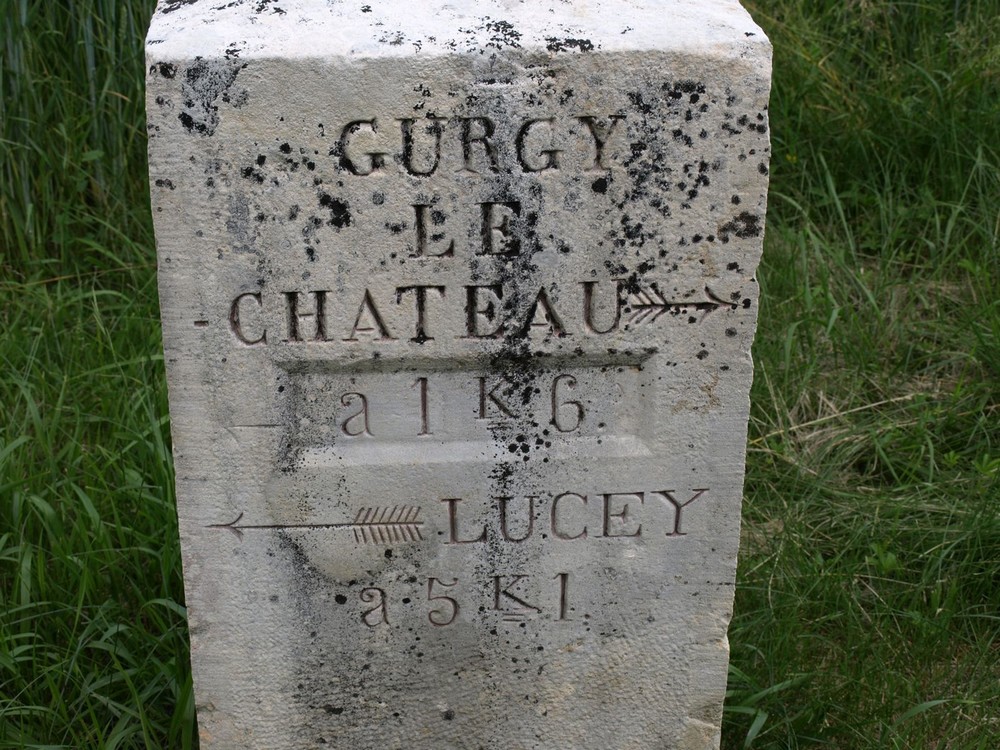 GURGY
LE
CHATEAU
a 1 K 6
LUCEY
a 5 K 1